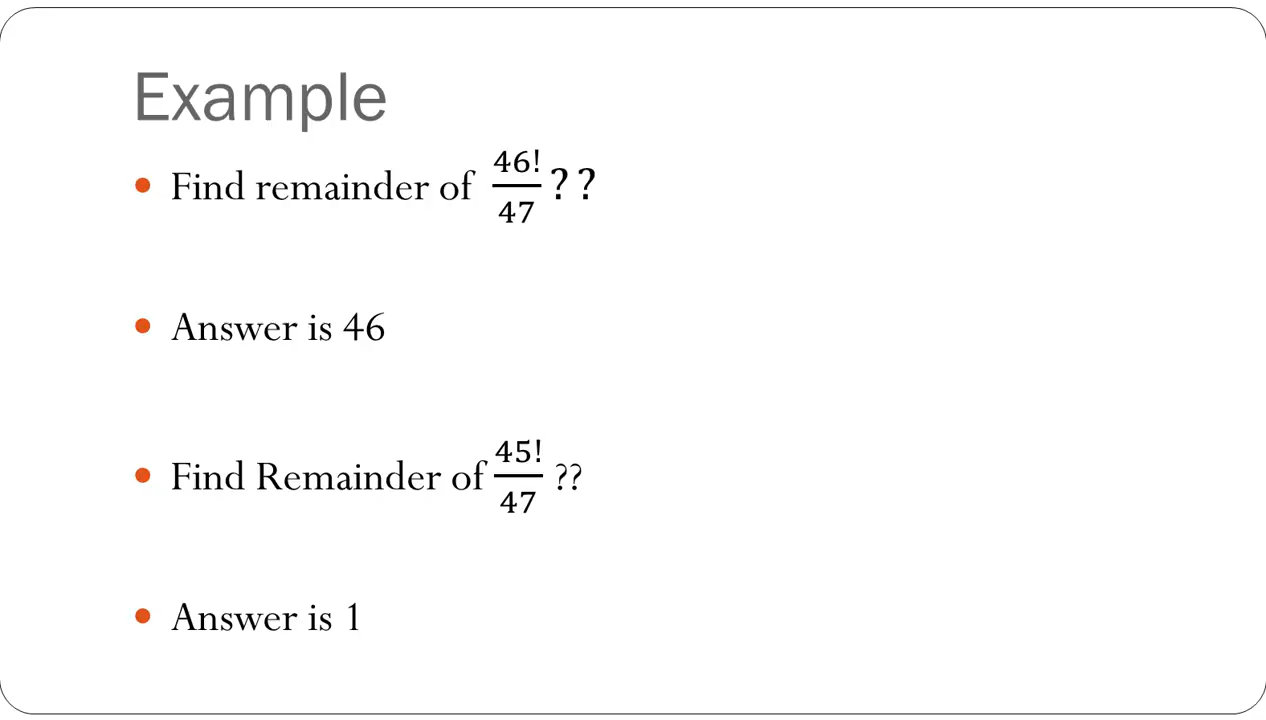 Example
Find remainder of 46!/47 ??
Answer is 46
Find Remainder of 45!/47 ??
Answer is 1